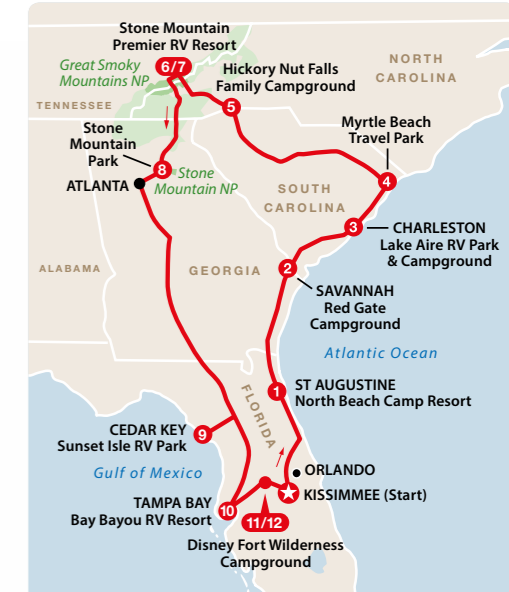 Stone Mountain
Premier RV Resort
Great Smoky
Mountains NP
6/7
NORTH
CAROLINA
Hickory Nut Falls
Family Campground
TENNESSEE
5
Myrtle Beach
Travel Park
Stone
Mountain
Park
8
Stone
Mountain NP
4
ATLANTA
SOUTH
CAROLINA
3
CHARLESTON
Lake Aire RV Park
& Campground
ALABAMA
GEORGIA
2
SAVANNAH
Red Gate
Campground
Atlantic Ocean
1
ST AUGUSTINE
North Beach Camp Resort
FLORIDA
CEDAR KEY
Sunset Isle RV Park
9
Gulf of Mexico
ORLANDO
KISSIMMEE (Start)
TAMPA BAY
Bay Bayou RV Resort
10
11/12
Disney Fort Wilderness
Campground